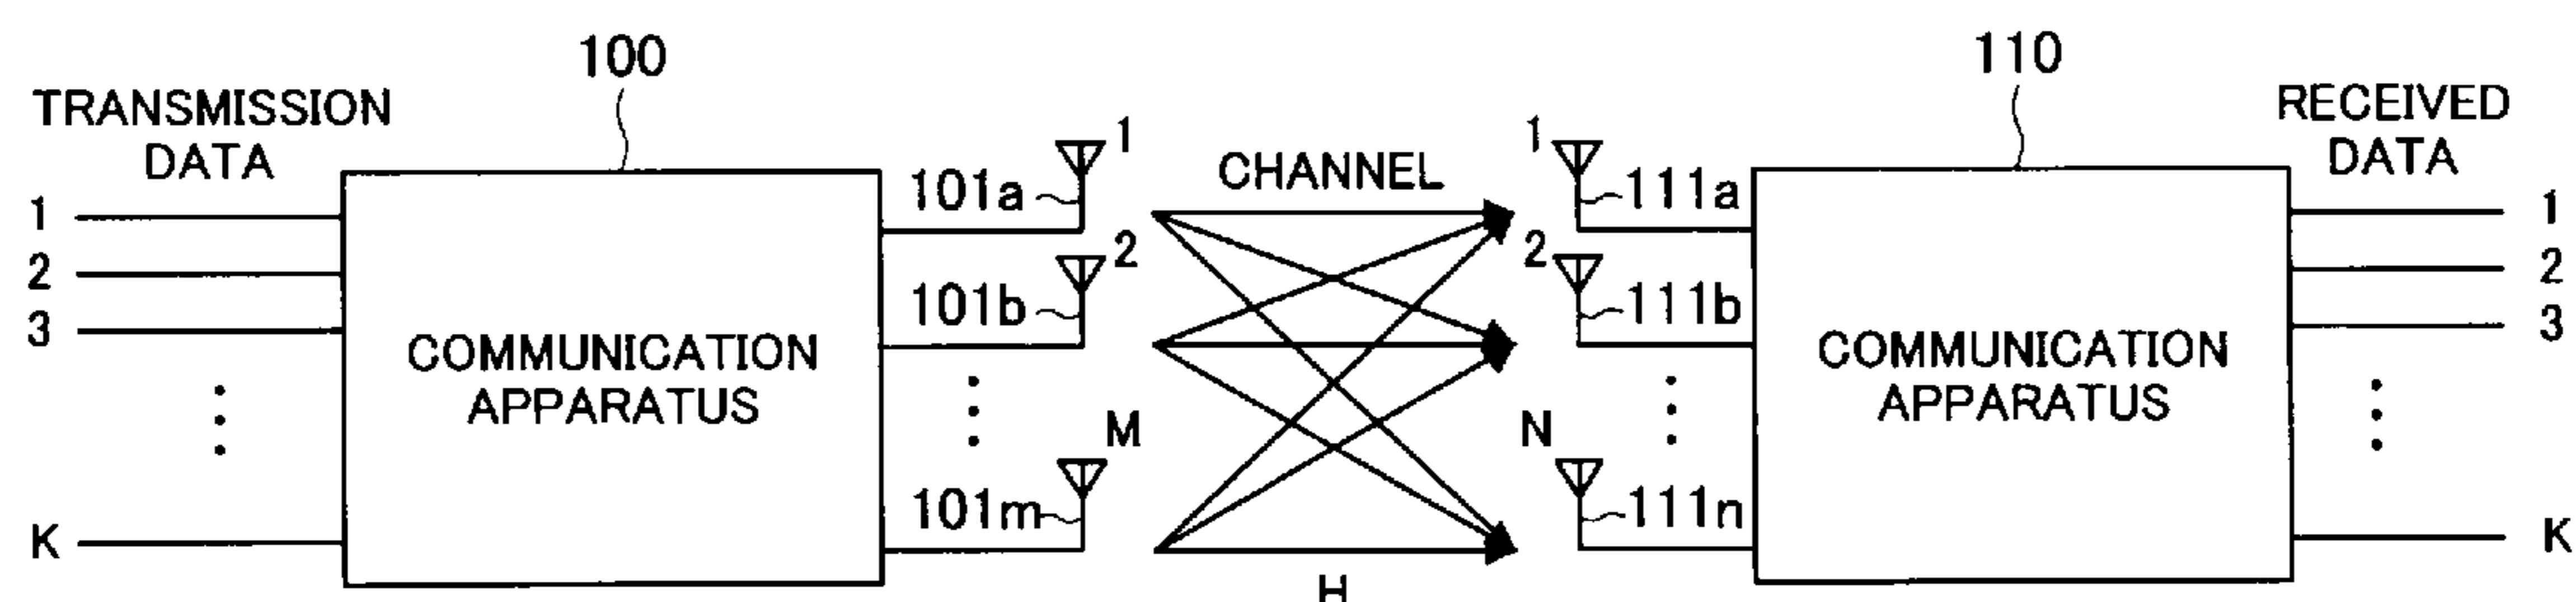 100
110
TRANSMISSION
DATA
RECEIVED
DATA
1
2
3
K
COMMUNICATION
APPARATUS
101a
1
101b
2
M
101m
CHANNEL
H
1
111a
2
111b
N
111n
COMMUNICATION
APPARATUS
1
2
3
K